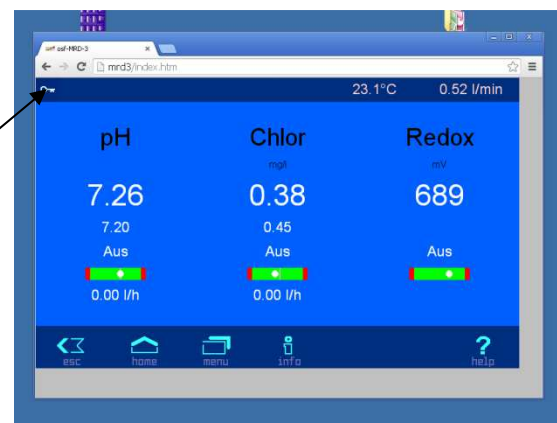 osf-MRD-3
mrd3/index.htm
23.1°C 0.52 l/min
pH Chlor Redox
mg/l mV
7.26 0.38 689
7.20 0.45
Aus Aus Aus
0.00 l/h 0.00 l/h
esc home menu info help